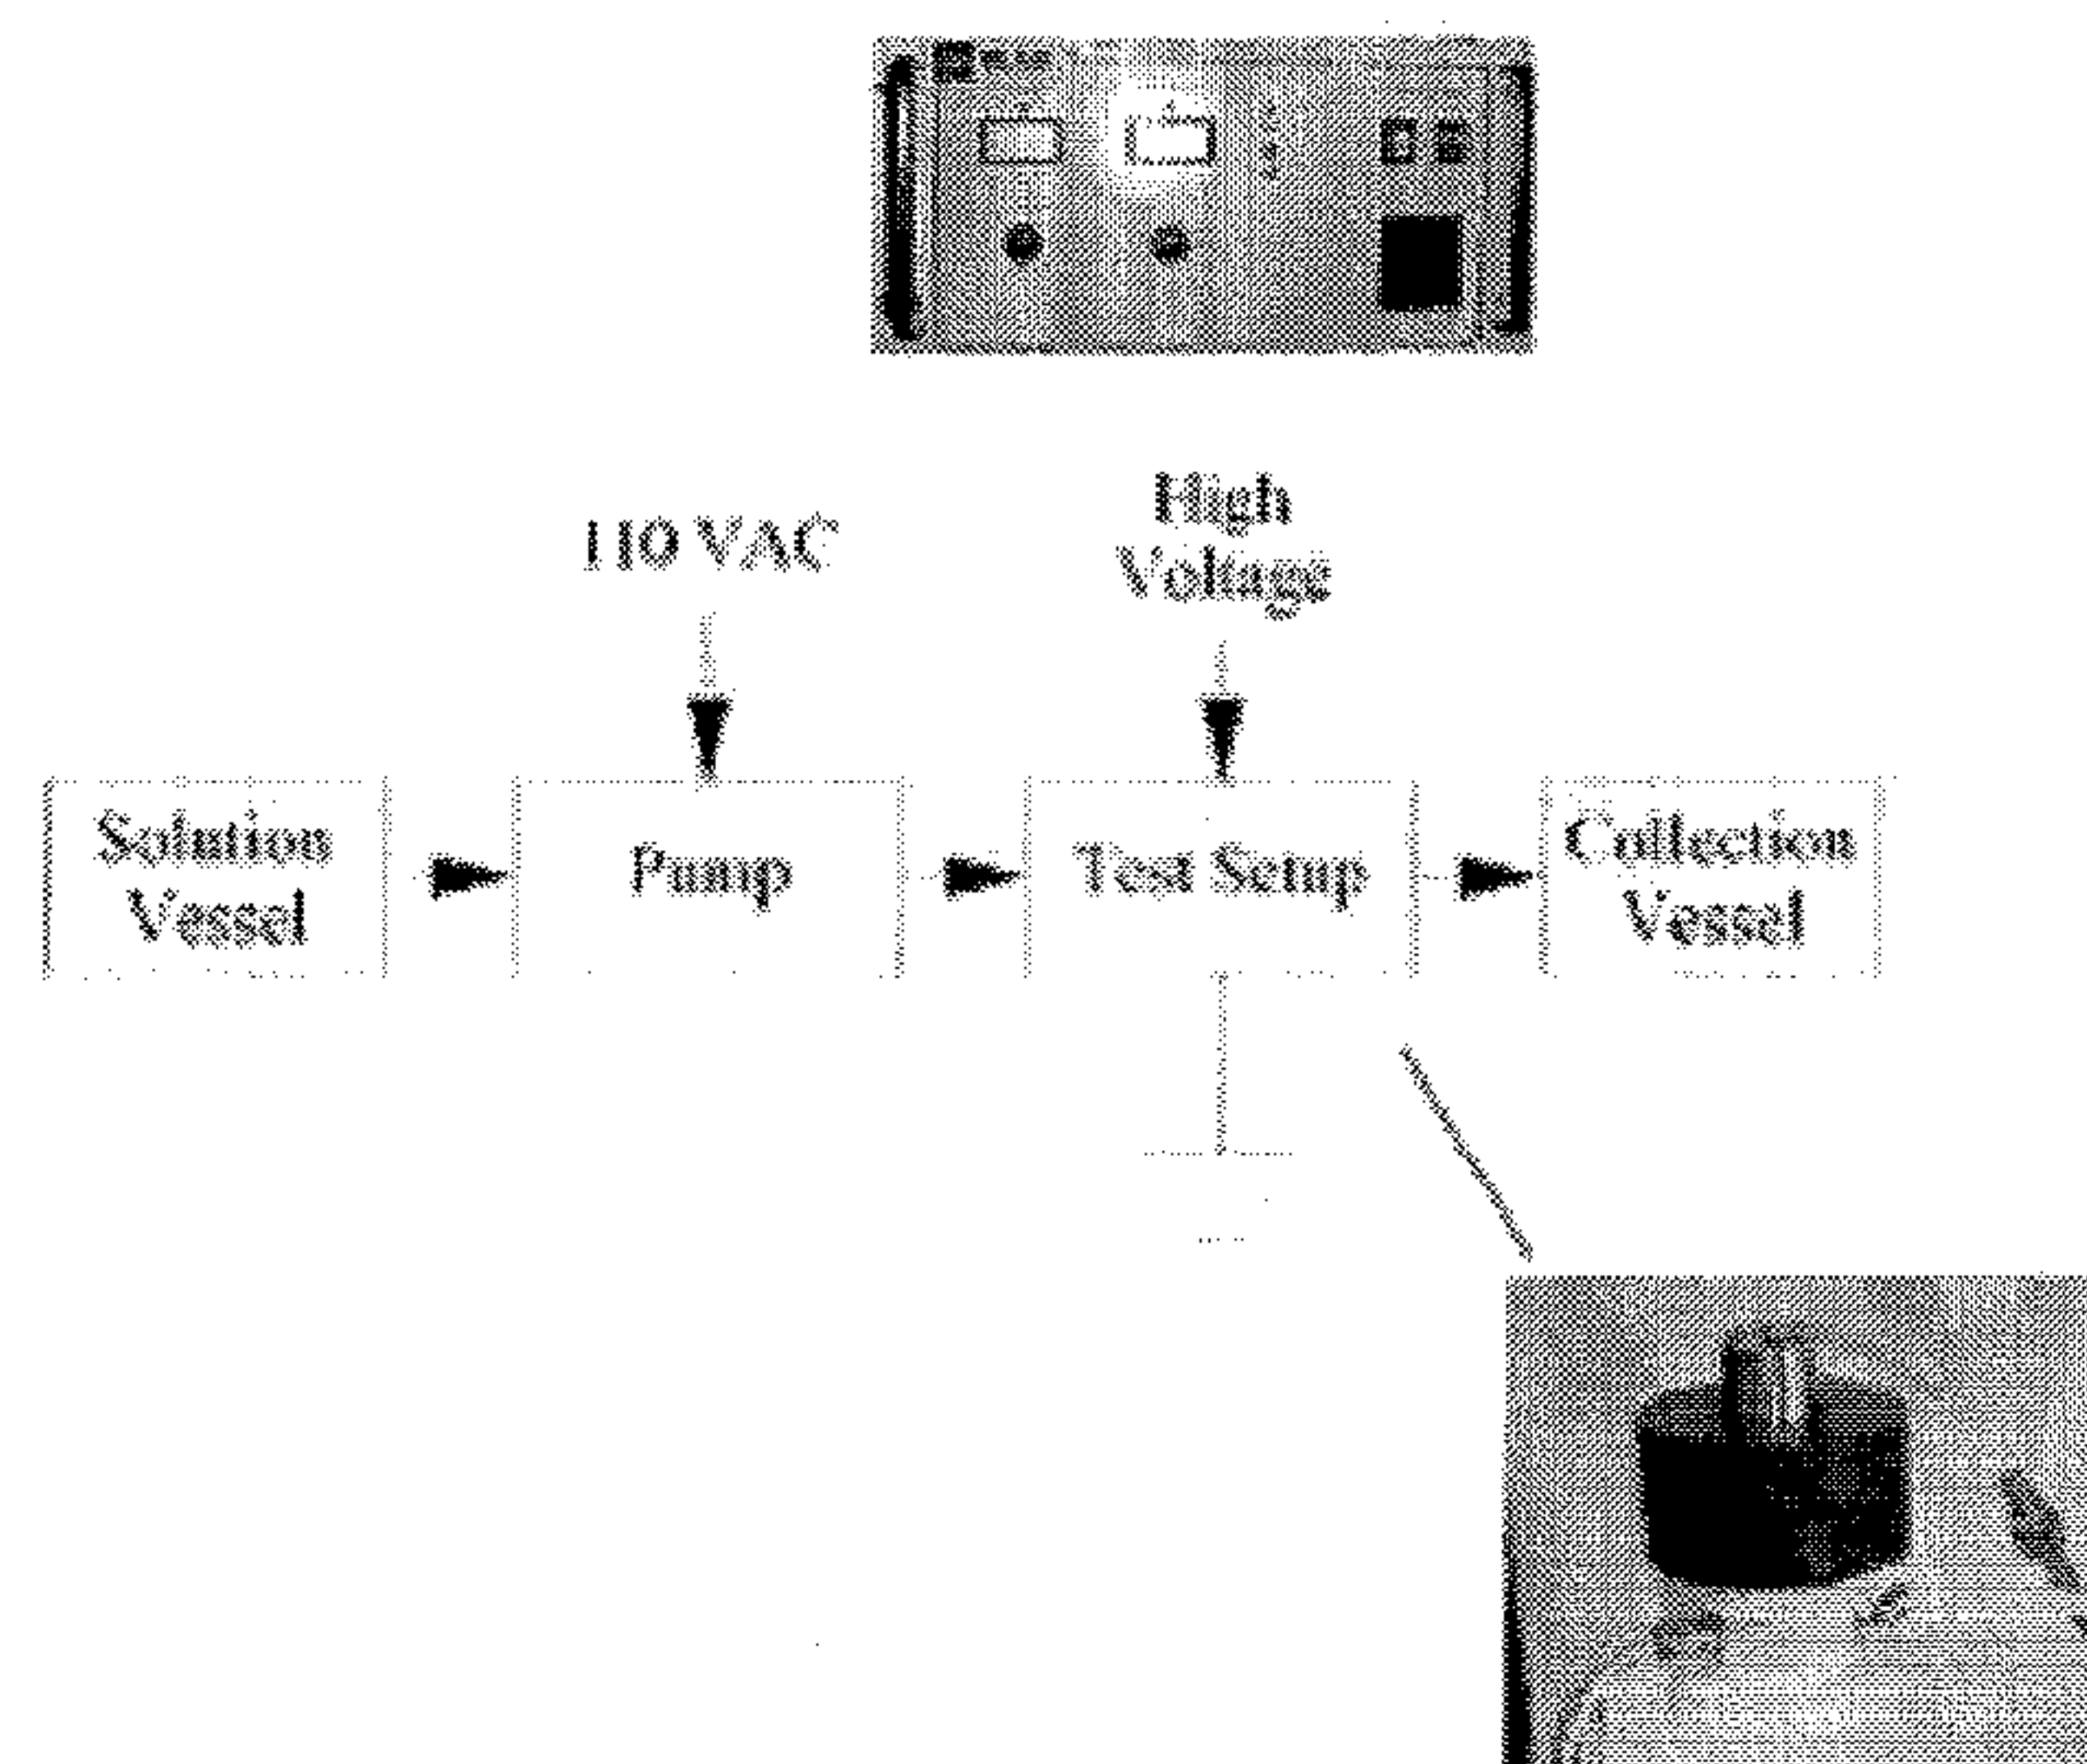 High
110 VAC
Voltage
Solution
Vessel
Pump
Test Setup
Collection
Vessel